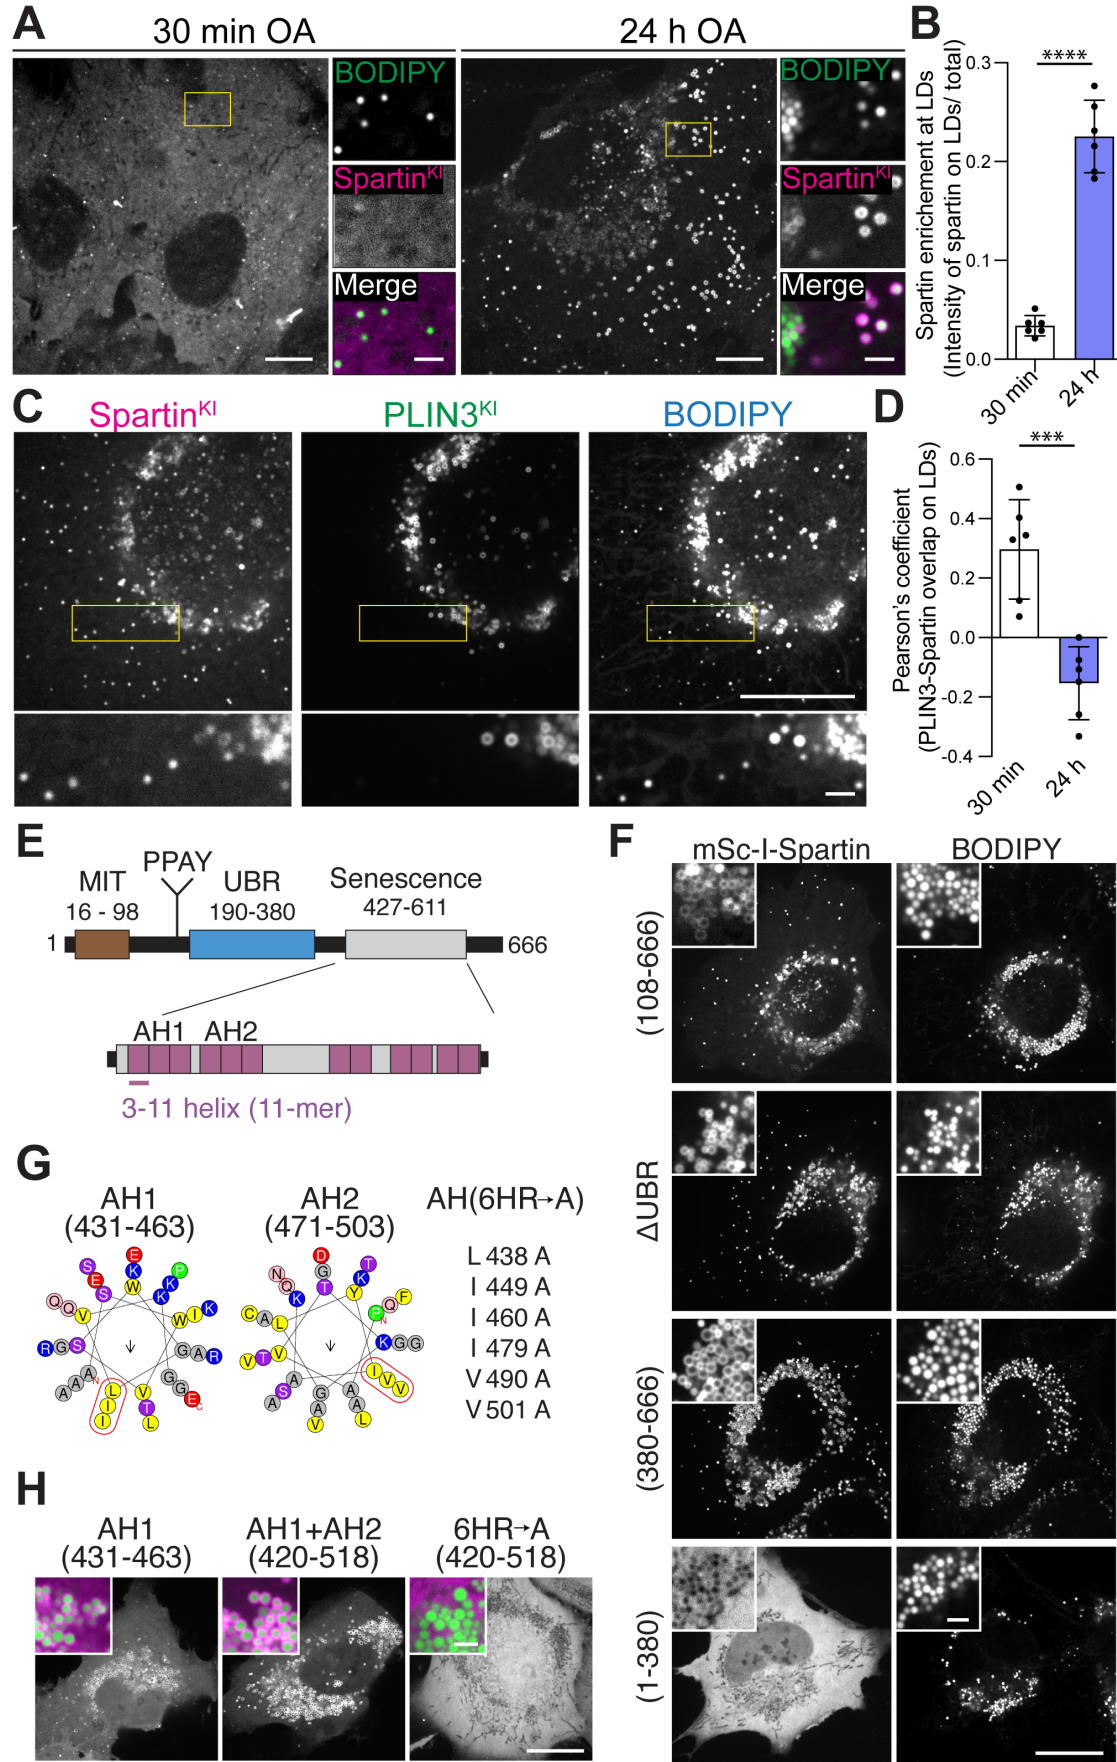 A
30 min OA
24 h OA
BODIPY
Spartin^KI
Merge
BODIPY
Spartin^KI
Merge
B
Spartin enrichement at LDs
(Intensity of spartin on LDs/ total)
****
0.3
0.2
0.1
0.0
30 min
24 h
C
Spartin^KI
PLIN3^KI
BODIPY
D
Pearson's coefficient
(PLIN3-Spartin overlap on LDs)
***
0.6
0.4
0.2
0.0
-0.2
-0.4
30 min
24 h
E
PPAY
MIT
16 - 98
UBR
190-380
Senescence
427-611
1
666
AH1
AH2
3-11 helix (11-mer)
F
mSc-I-Spartin
BODIPY
(108-666)
ΔUBR
(380-666)
(1-380)
G
AH1
(431-463)
AH2
(471-503)
AH(6HR→A)
L 438 A
I 449 A
I 460 A
I 479 A
V 490 A
V 501 A
E
K
W
P
K
K
W I K
G A R
G
G
E
C
V
T
L
L
I
I
A A A N
R G S
Q Q V
S
E
S
D
G
T
T
K
Y
P Q F
N
K G G
I V V
A
A
L
G
A
V
A
S
A
V T V
C A L
N
Q
K
H
AH1
(431-463)
AH1+AH2
(420-518)
6HR→A
(420-518)